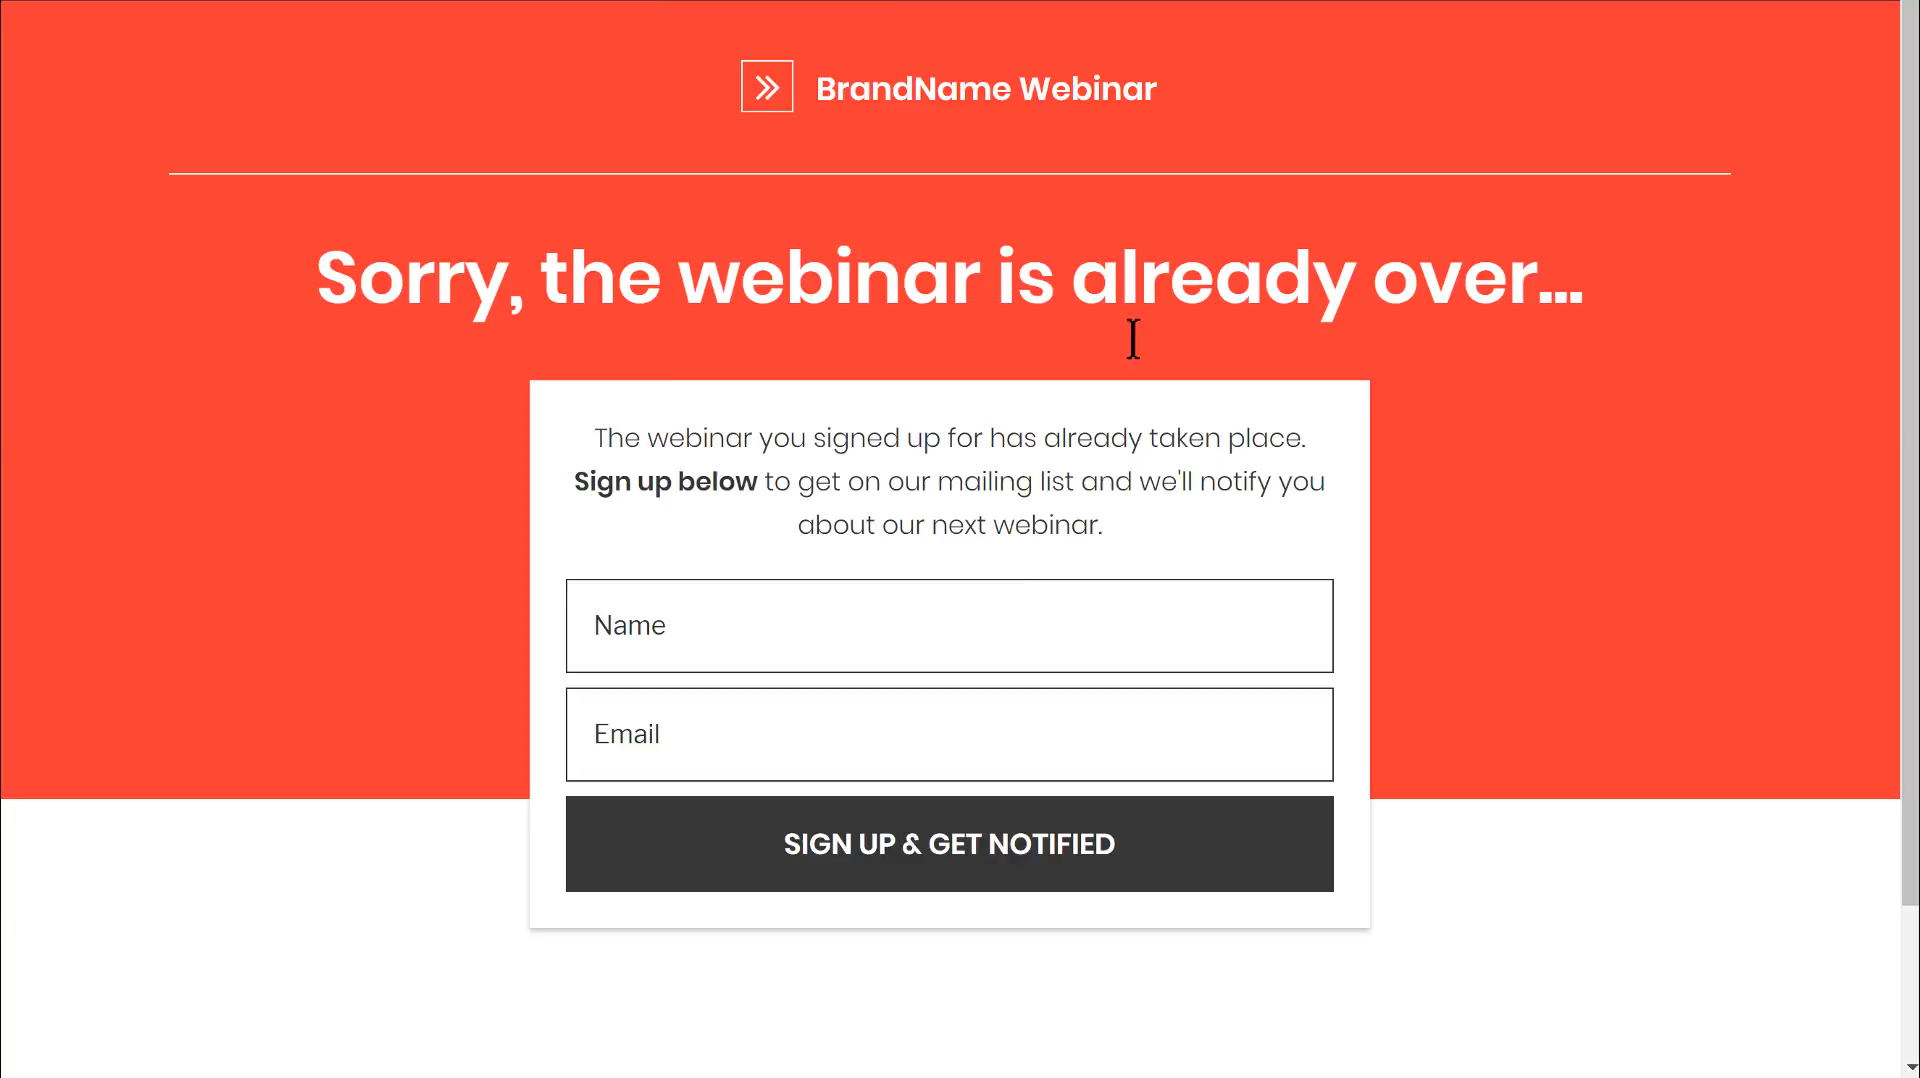 BrandName Webinar
Sorry, the webinar is already over...
The webinar you signed up for has already taken place.
Sign up below to get on our mailing list and we'll notify you
about our next webinar.
Name
Email
SIGN UP & GET NOTIFIED